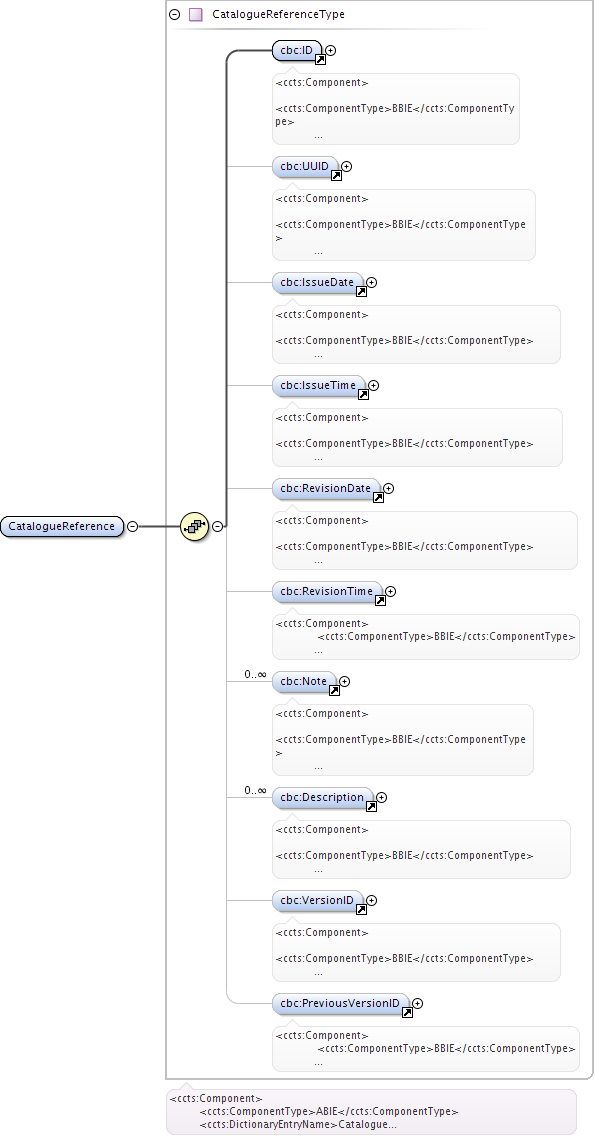 CatalogueReferenceType
cbc:ID
<ccts:Component>
<ccts:ComponentType>BBIE</ccts:ComponentTy
pe>
...
cbc:UUID
<ccts:Component>
<ccts:ComponentType>BBIE</ccts:ComponentType
>
...
cbc:IssueDate
<ccts:Component>
<ccts:ComponentType>BBIE</ccts:ComponentType>
...
cbc:IssueTime
<ccts:Component>
<ccts:ComponentType>BBIE</ccts:ComponentType>
...
cbc:RevisionDate
<ccts:Component>
<ccts:ComponentType>BBIE</ccts:ComponentType>
...
CatalogueReference
cbc:RevisionTime
<ccts:Component>
<ccts:ComponentType>BBIE</ccts:ComponentType>
...
0..∞
cbc:Note
<ccts:Component>
<ccts:ComponentType>BBIE</ccts:ComponentType
>
...
0..∞
cbc:Description
<ccts:Component>
<ccts:ComponentType>BBIE</ccts:ComponentType>
...
cbc:VersionID
<ccts:Component>
<ccts:ComponentType>BBIE</ccts:ComponentType>
...
cbc:PreviousVersionID
<ccts:Component>
<ccts:ComponentType>BBIE</ccts:ComponentType>
...
<ccts:Component>
<ccts:ComponentType>ABIE</ccts:ComponentType>
<ccts:DictionaryEntryName>Catalogue...